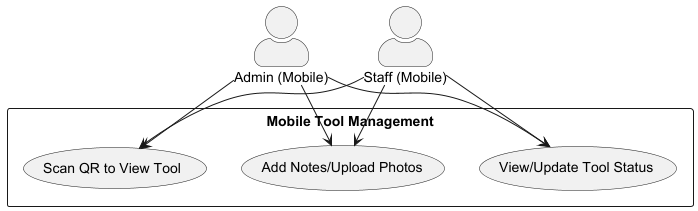 Admin (Mobile)
Staff (Mobile)
Mobile Tool Management
Scan QR to View Tool
Add Notes/Upload Photos
View/Update Tool Status